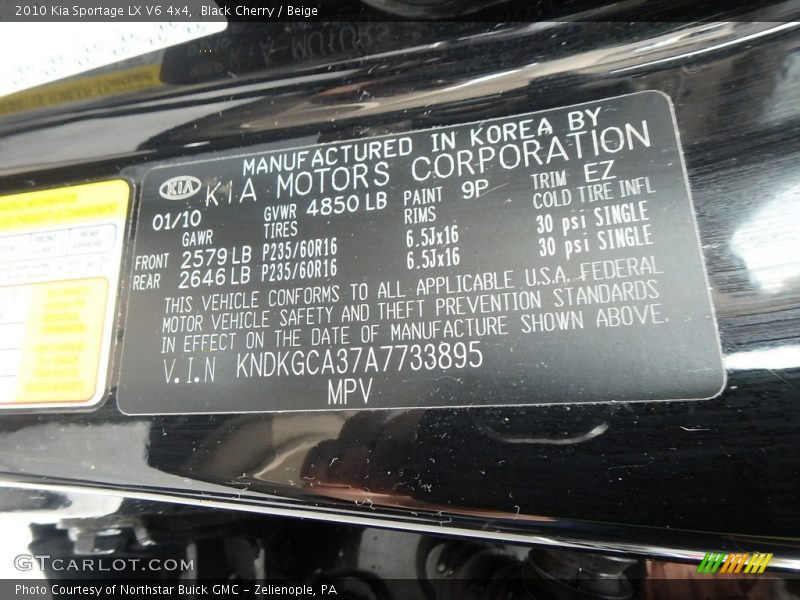 2010 Kia Sportage LX V6 4x4, Black Cherry / Beige
MANUFACTURED IN KOREA BY
KIA KIA MOTORS CORPORATION
01/10 GVWR 4850 LB PAINT 9P TRIM EZ
GAWR TIRES RIMS COLD TIRE INFL
FRONT 2579 LB P235/60R16 6.5Jx16 30 psi SINGLE
REAR 2646 LB P235/60R16 6.5Jx16 30 psi SINGLE
THIS VEHICLE CONFORMS TO ALL APPLICABLE U.S.A. FEDERAL
MOTOR VEHICLE SAFETY AND THEFT PREVENTION STANDARDS
IN EFFECT ON THE DATE OF MANUFACTURE SHOWN ABOVE.
V.I.N KNDKGCA37A7733895
MPV
GTCARLOT.COM
Photo Courtesy of Northstar Buick GMC – Zelienople, PA